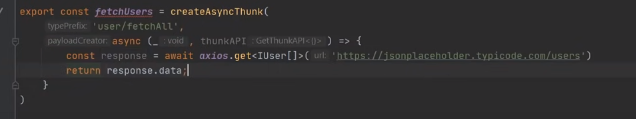 export const fetchUsers = createAsyncThunk(
typePrefix: 'user/fetchAll',
payloadCreator: async (_ : void , thunkAPI : GetThunkAPI<{}> ) => {
const response = await axios.get<IUser[]>( url: 'https://jsonplaceholder.typicode.com/users')
return response.data;
}
)